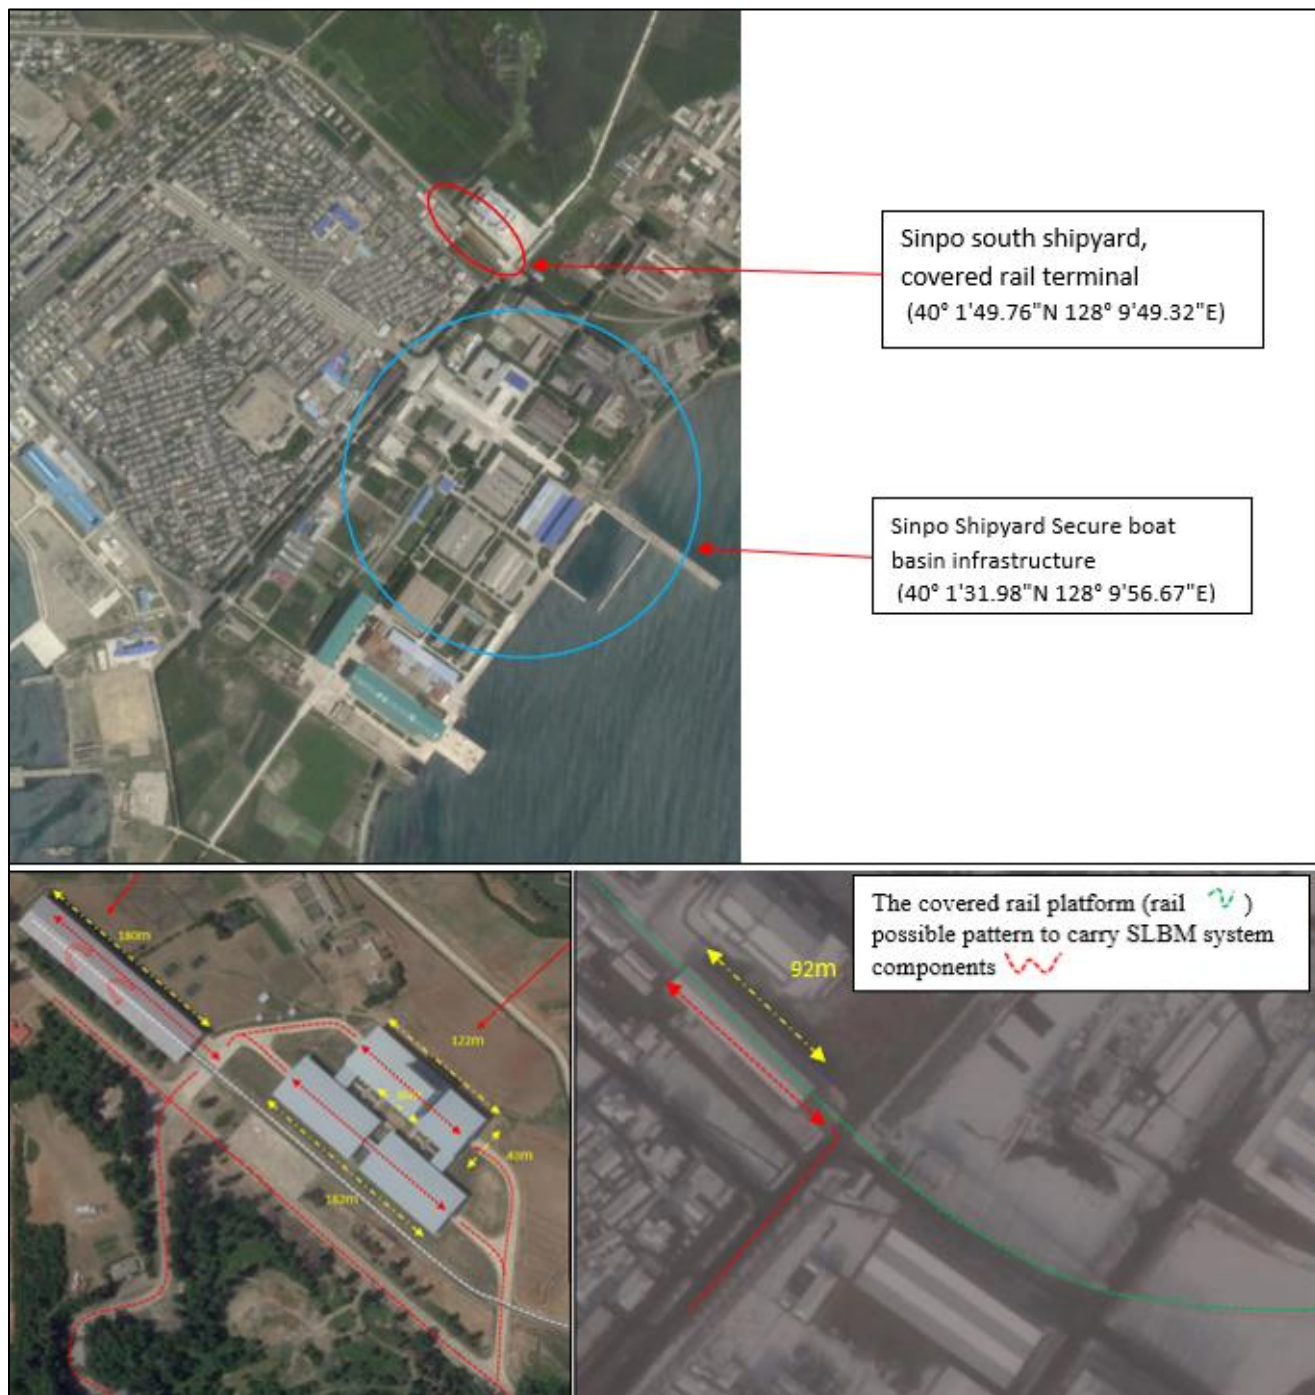 Sinpo south shipyard,
covered rail terminal
(40° 1'49.76"N 128° 9'49.32"E)
Sinpo Shipyard Secure boat
basin infrastructure
(40° 1'31.98"N 128° 9'56.67"E)
180m
122m
182m
The covered rail platform (rail )
possible pattern to carry SLBM system
components
92m